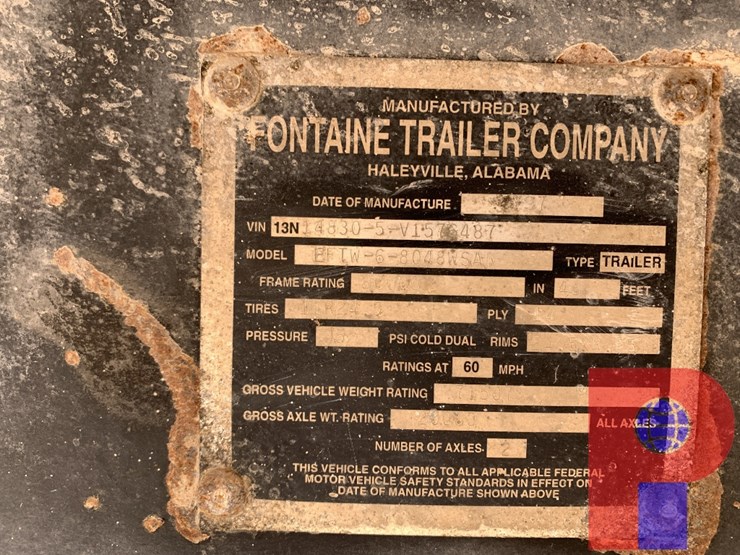 MANUFACTURED BY
FONTAINE TRAILER COMPANY
HALEYVILLE, ALABAMA
DATE OF MANUFACTURE
VIN 13N 14830-5-V1576487
MODEL TYPE TRAILER
FRAME RATING IN FEET
TIRES PLY
PRESSURE PSI COLD DUAL RIMS
RATINGS AT 60 MPH
GROSS VEHICLE WEIGHT RATING
GROSS AXLE WT. RATING ALL AXLES
NUMBER OF AXLES 2
THIS VEHICLE CONFORMS TO ALL APPLICABLE FEDERAL
MOTOR VEHICLE SAFETY STANDARDS IN EFFECT ON
DATE OF MANUFACTURE SHOWN ABOVE